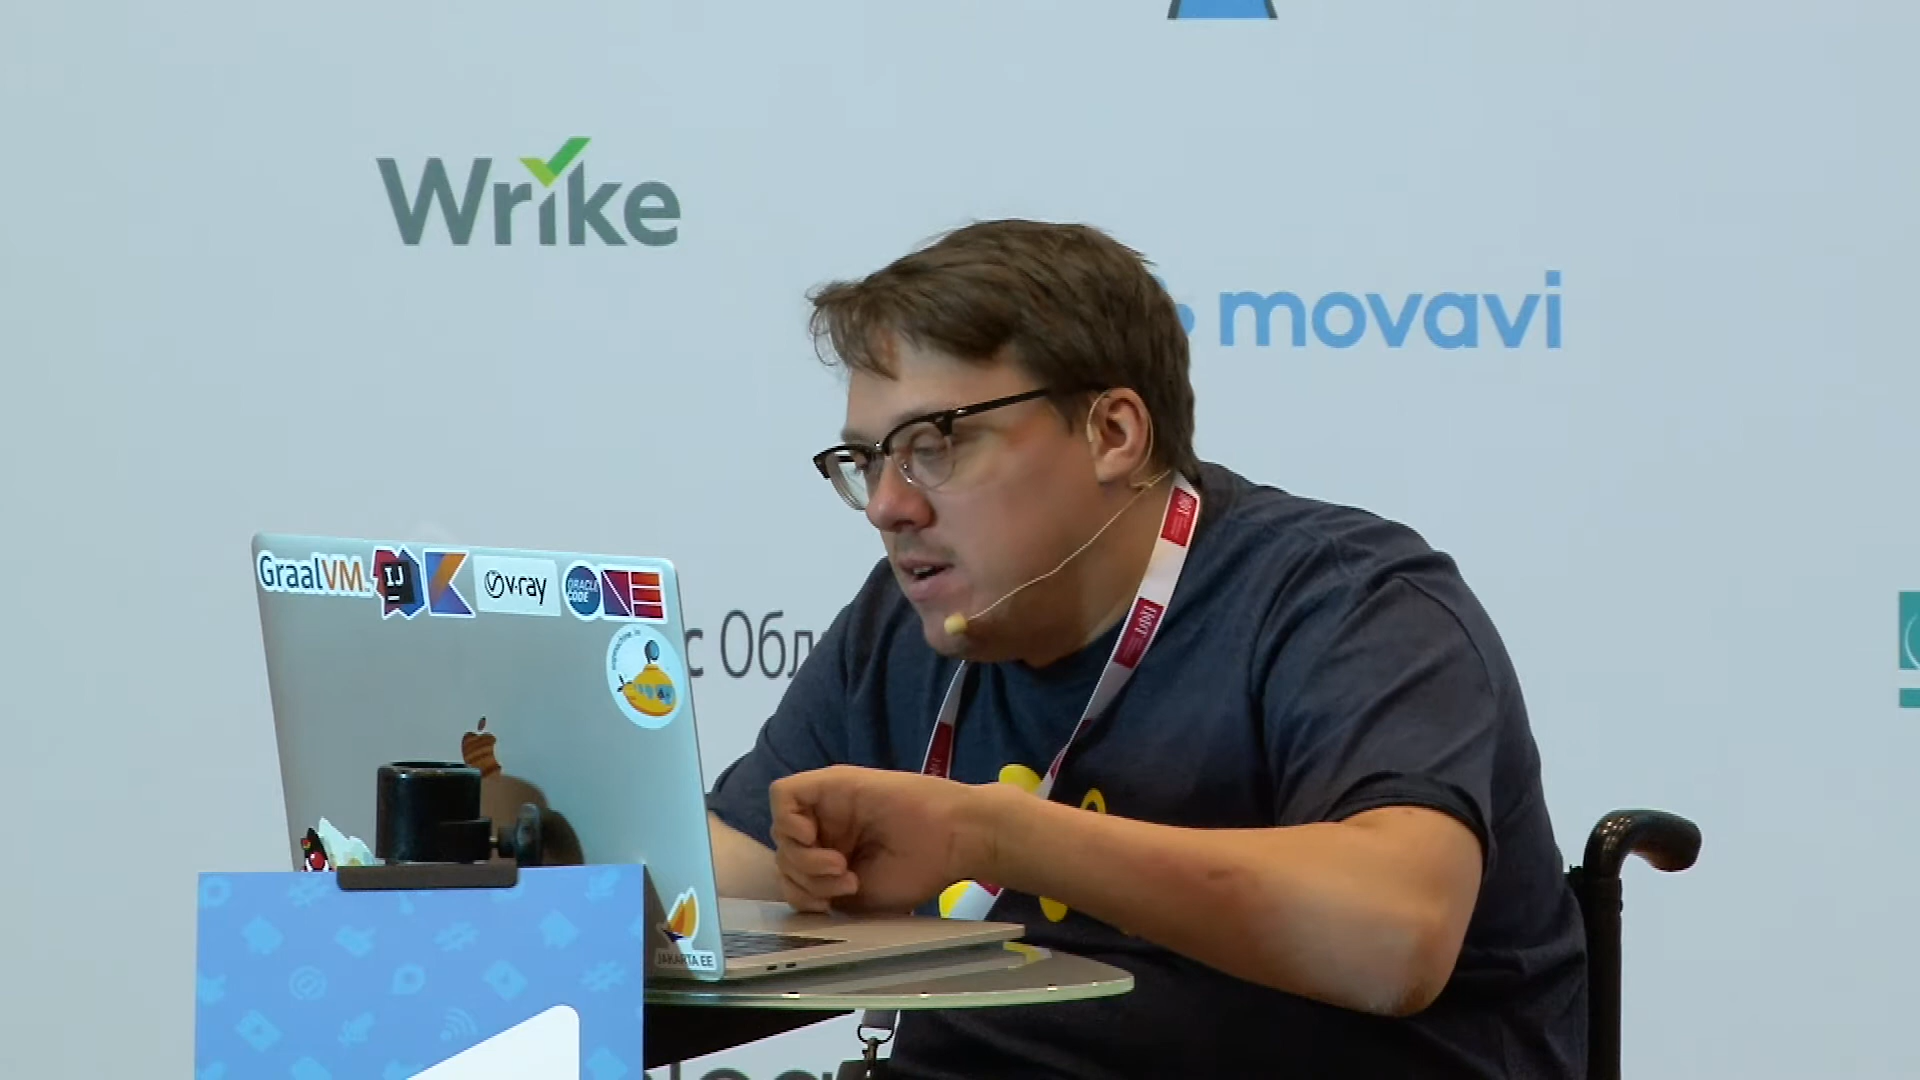 Wrike
movavi
GraalVM
IJ
v·ray
ORACLE
CODE
с Обл
JAKARTA EE